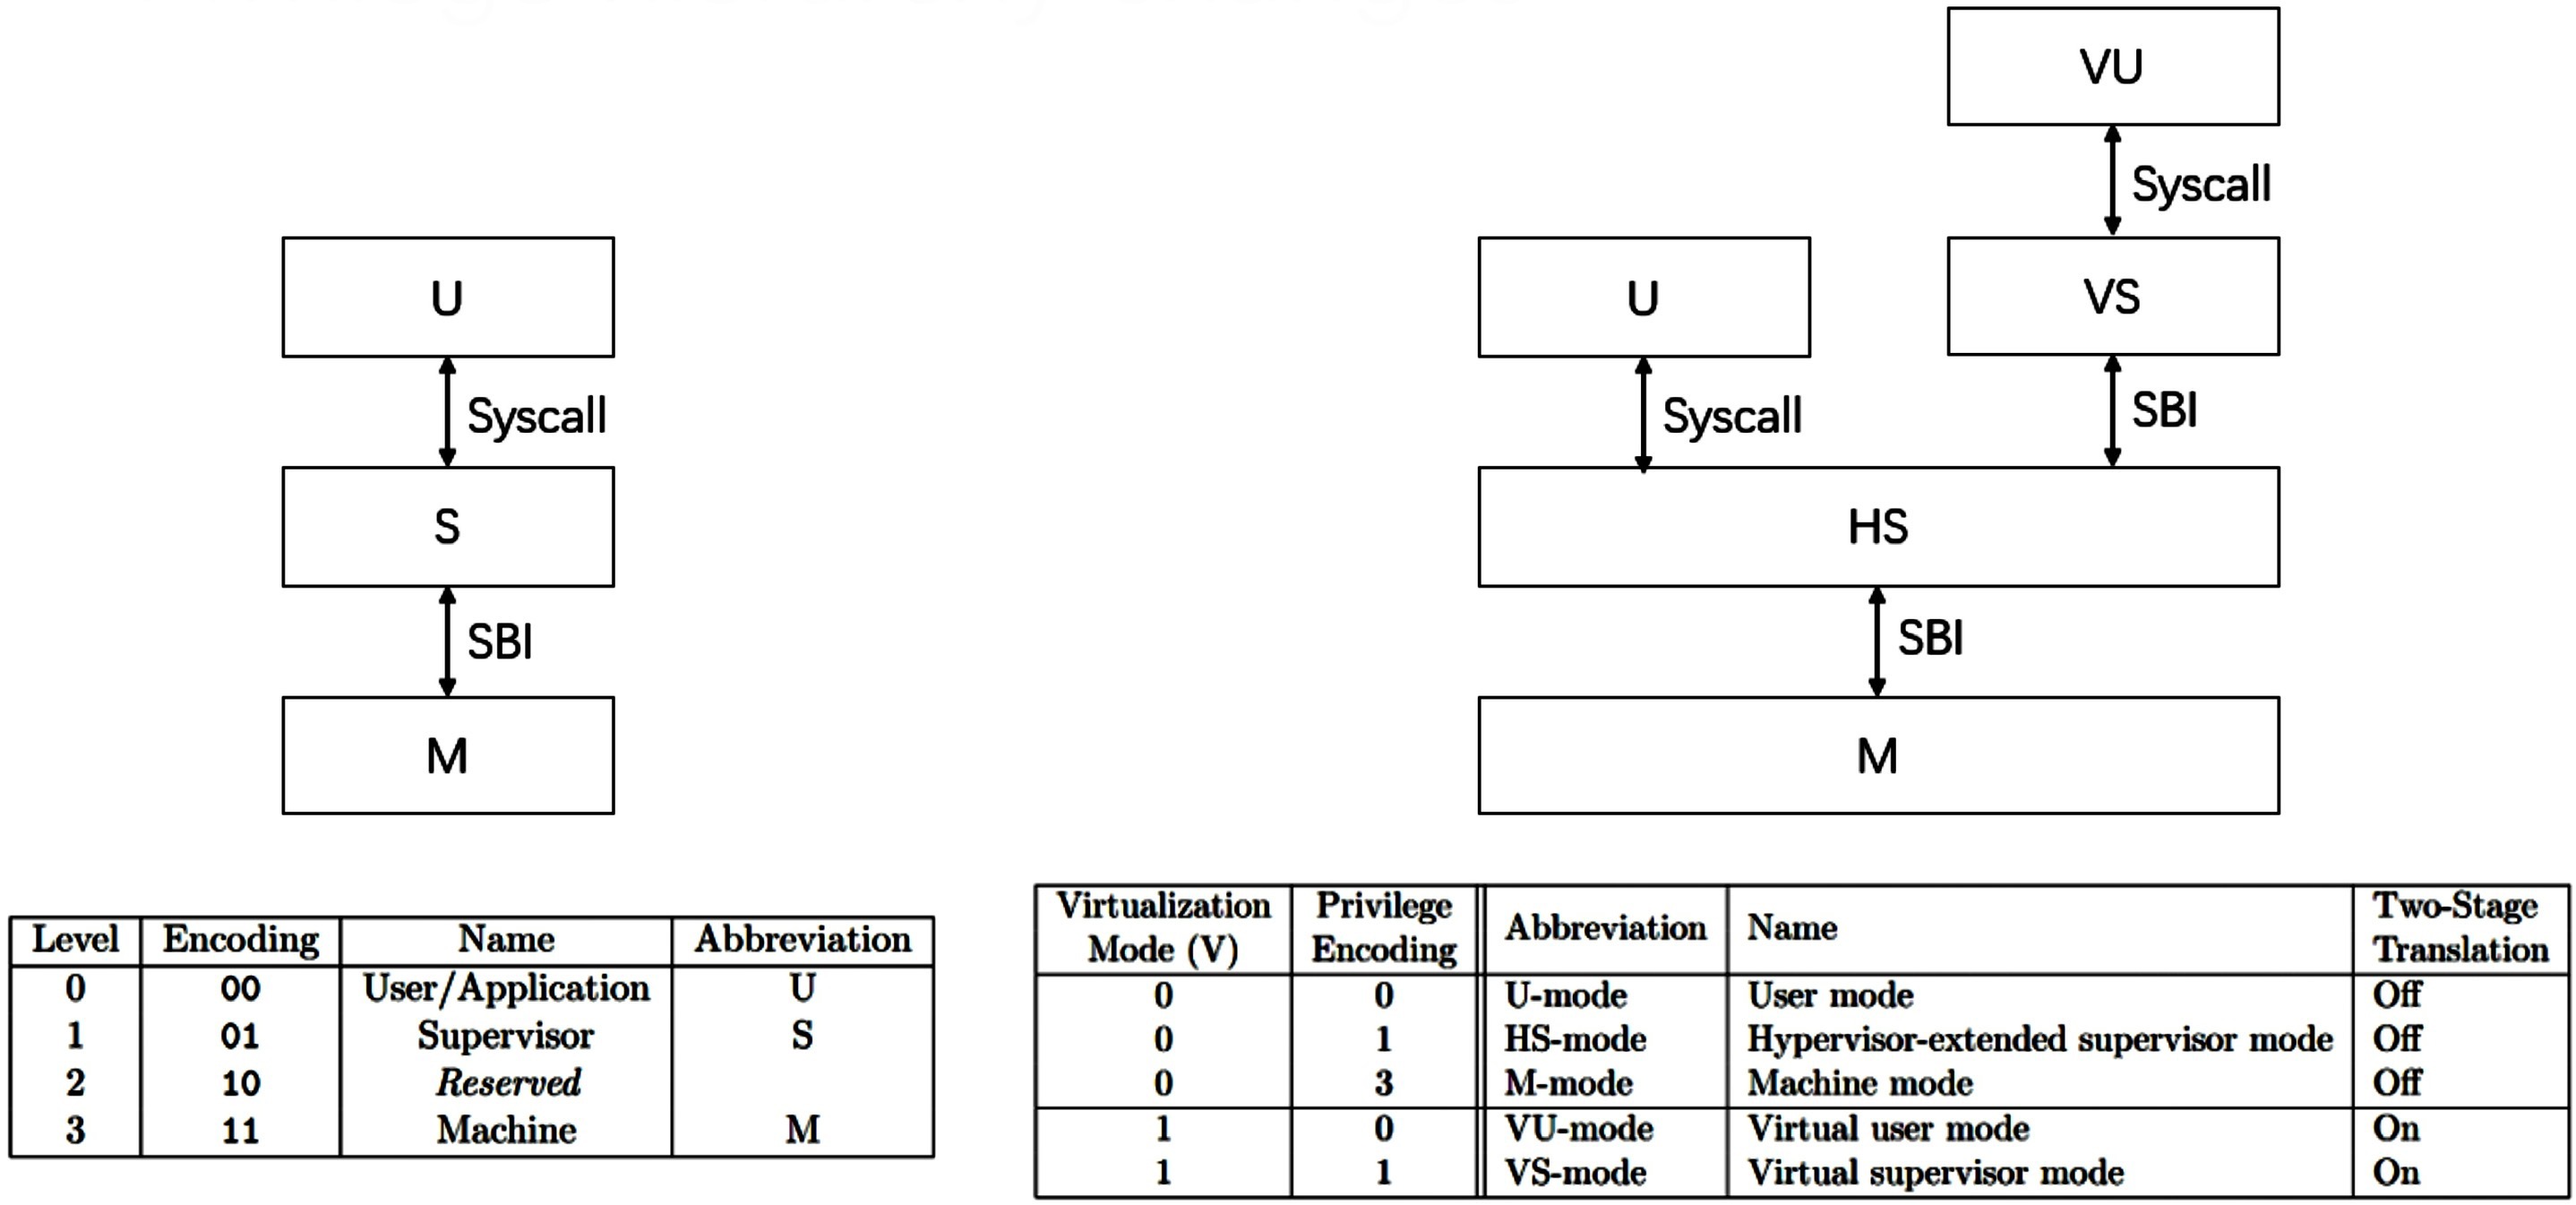 VU
Syscall
U
U
VS
Syscall
Syscall
SBI
S
HS
SBI
SBI
M
M
Level Encoding Name Abbreviation
0 00 User/Application U
1 01 Supervisor S
2 10 Reserved
3 11 Machine M
Virtualization Mode (V) Privilege Encoding Abbreviation Name Two-Stage Translation
0 0 U-mode User mode Off
0 1 HS-mode Hypervisor-extended supervisor mode Off
0 3 M-mode Machine mode Off
1 0 VU-mode Virtual user mode On
1 1 VS-mode Virtual supervisor mode On